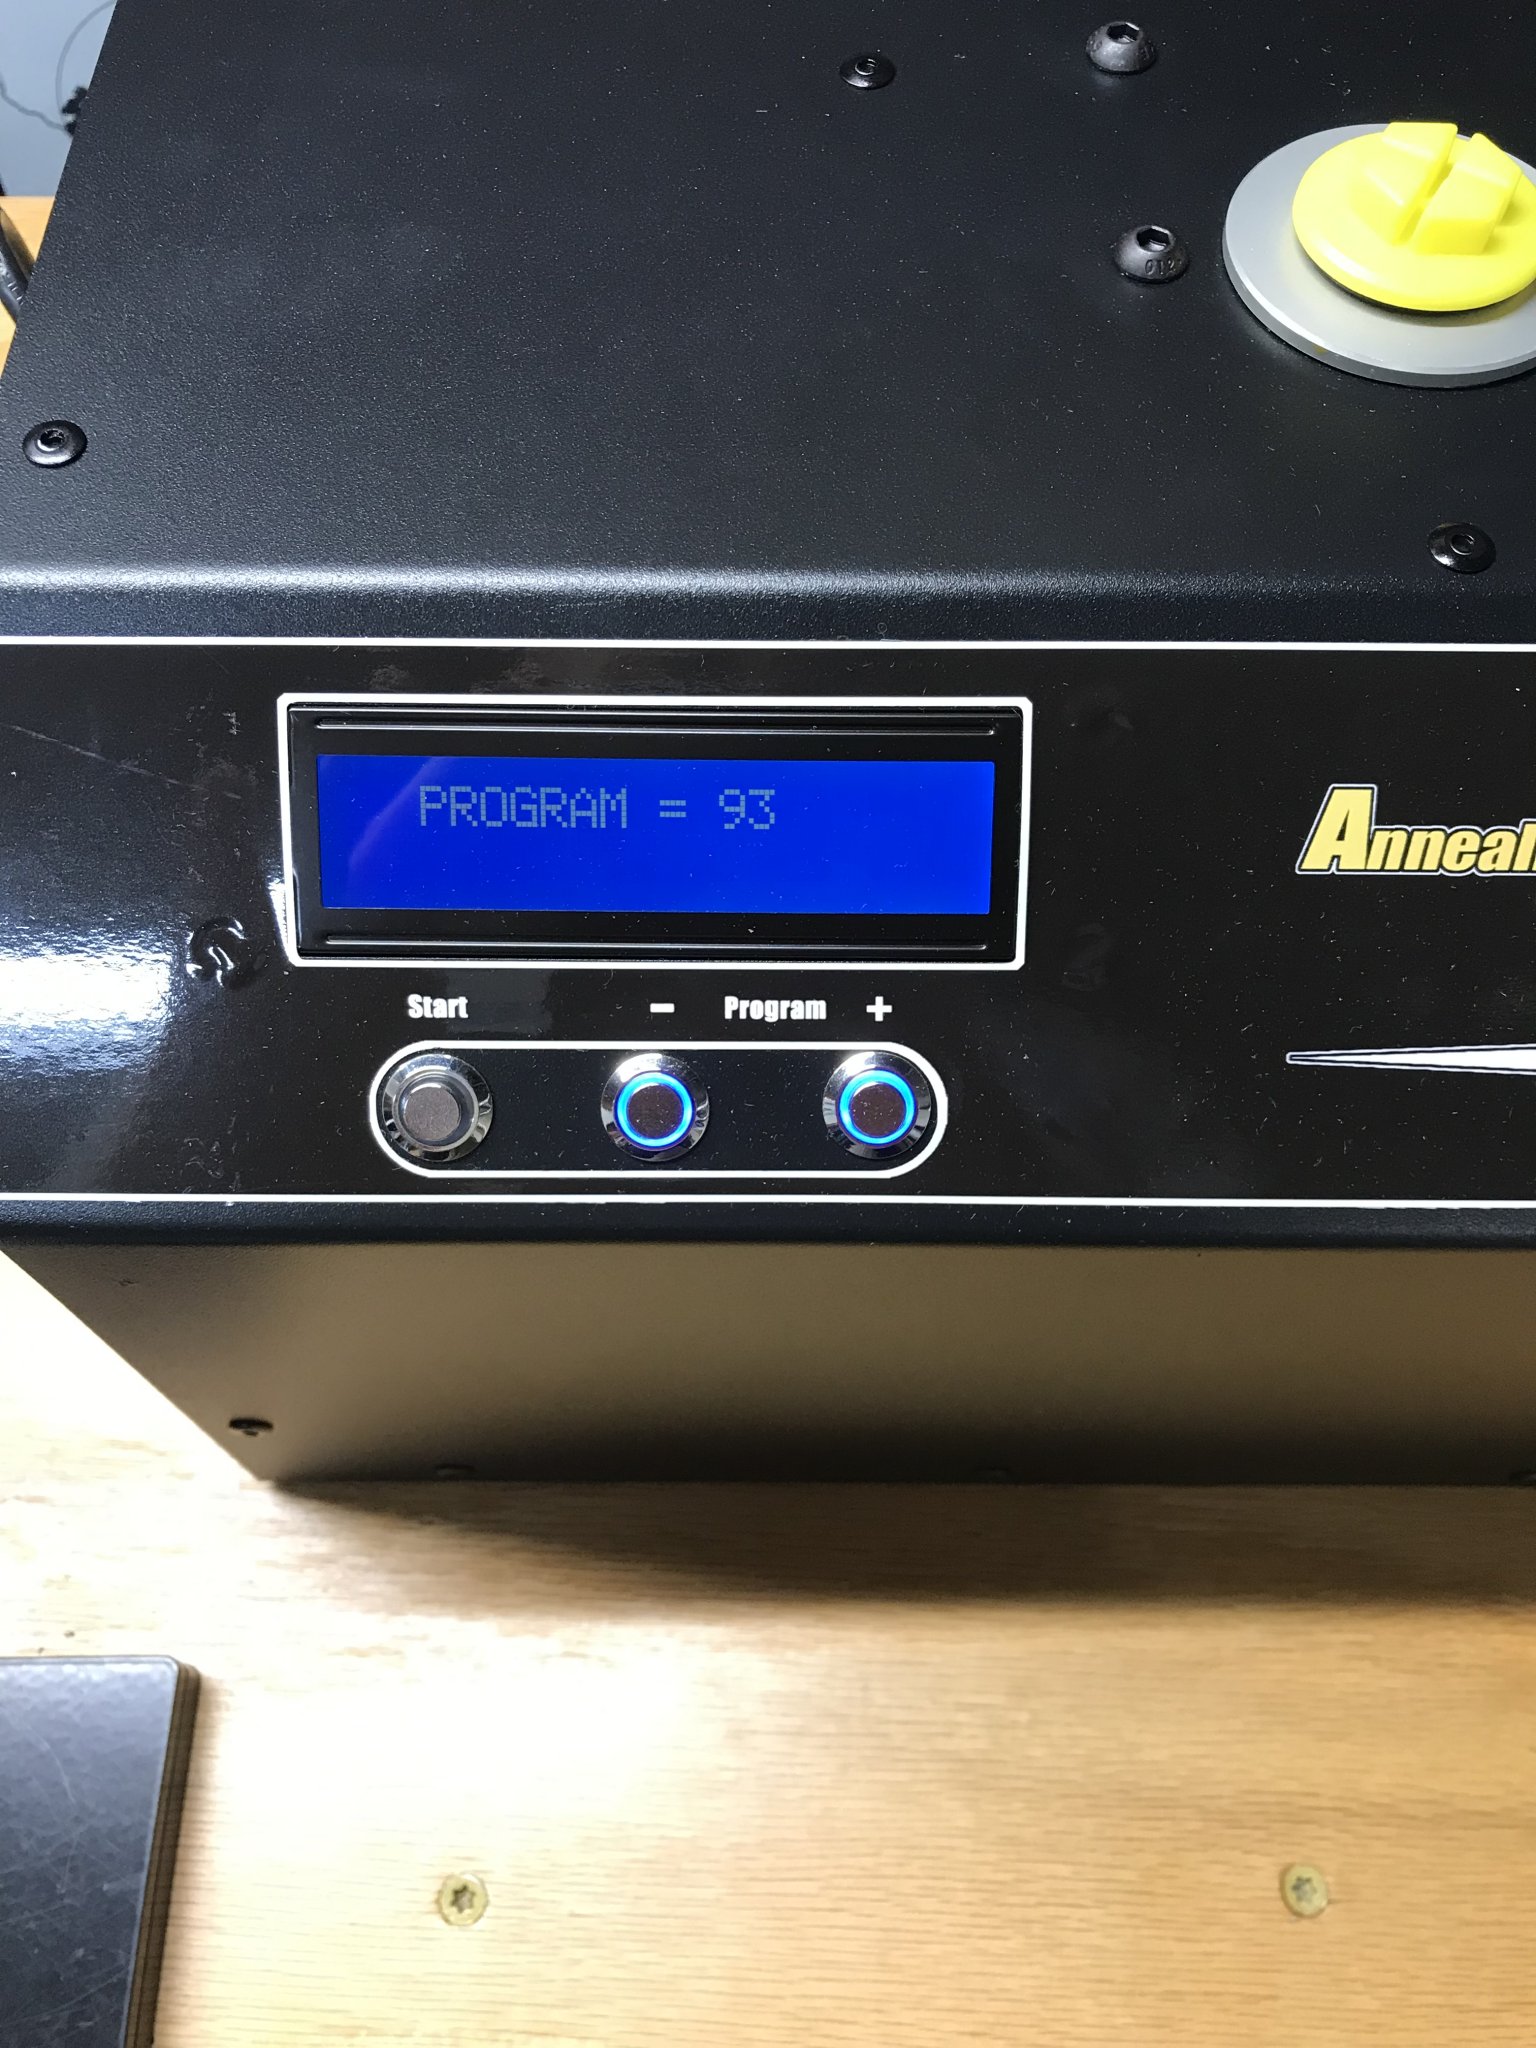 PROGRAM = 93
Anneal
Start - Program +